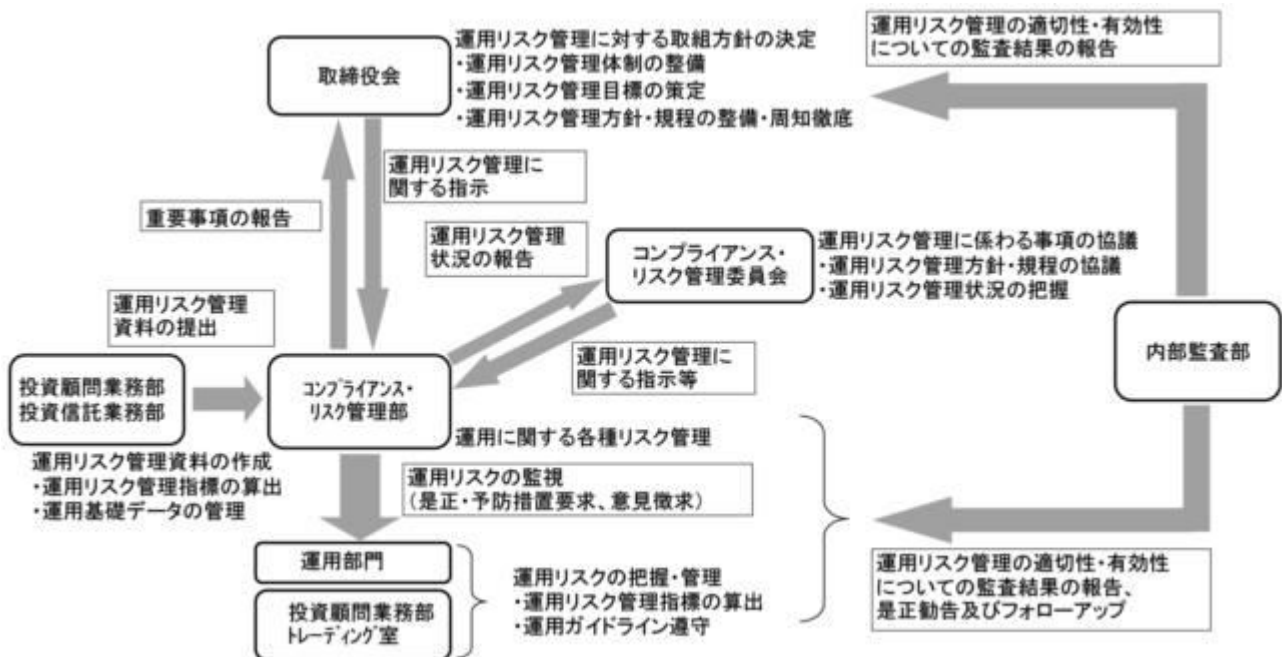 運用リスク管理に対する取組方針の決定
・運用リスク管理体制の整備
・運用リスク管理目標の策定
・運用リスク管理方針・規程の整備・周知徹底
取締役会
運用リスク管理の適切性・有効性
についての監査結果の報告
運用リスク管理に
関する指示
重要事項の報告
運用リスク管理
状況の報告
コンプライアンス・
リスク管理委員会
運用リスク管理に係わる事項の協議
・運用リスク管理方針・規程の協議
・運用リスク管理状況の把握
運用リスク管理
資料の提出
運用リスク管理に
関する指示等
内部監査部
投資顧問業務部
投資信託業務部
コンプライアンス・
リスク管理部
運用に関する各種リスク管理
運用リスク管理資料の作成
・運用リスク管理指標の算出
・運用基礎データの管理
運用リスクの監視
(是正・予防措置要求、意見徴求)
運用部門
投資顧問業務部
トレーディング室
運用リスクの把握・管理
・運用リスク管理指標の算出
・運用ガイドライン遵守
運用リスク管理の適切性・有効性
についての監査結果の報告、
是正勧告及びフォローアップ